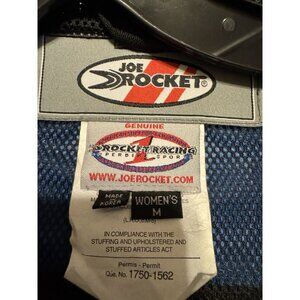 JOE
ROCKET
GENUINE
ROCKET RACING
WWW.JOEROCKET.COM
MADE IN
KOREA
WOMEN'S
M
IN COMPLIANCE WITH THE
STUFFING AND UPHOLSTERED AND
STUFFED ARTICLES ACT
Permis - Permit
Que. No. 1750-1562